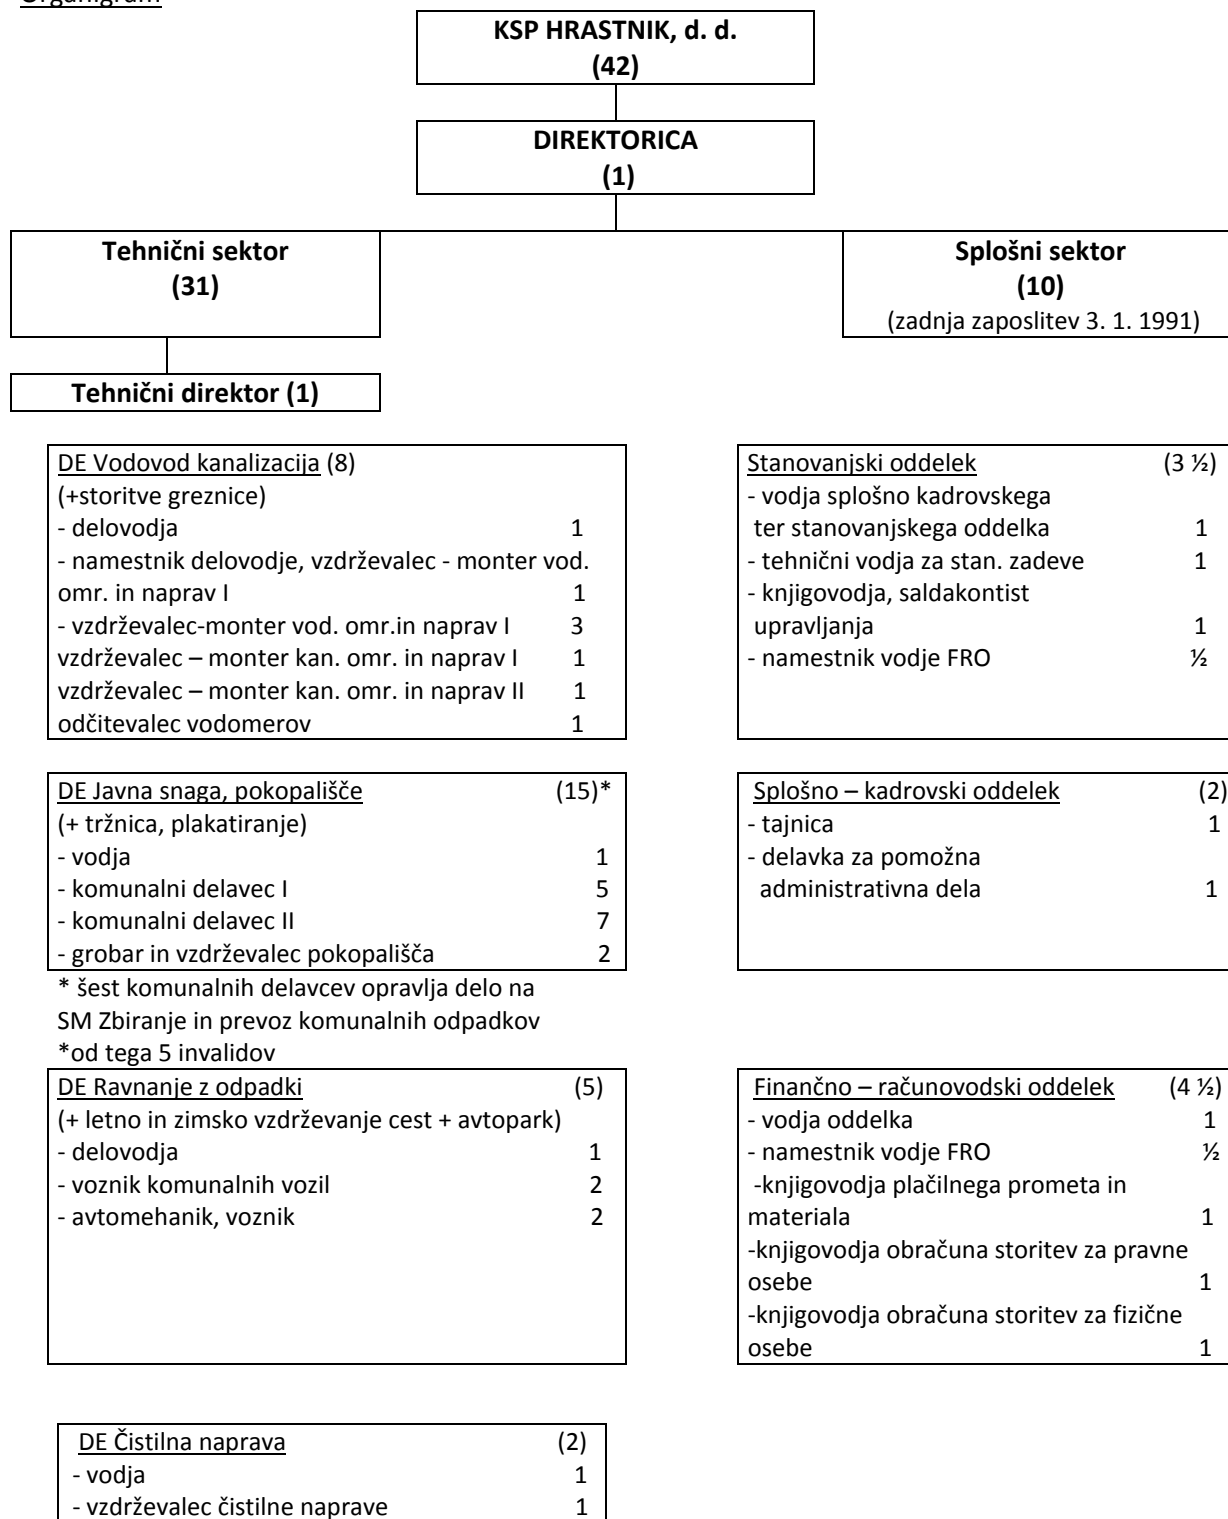 Organigram
KSP HRASTNIK, d. d.
(42)
DIREKTORICA
(1)
Tehnični sektor
(31)
Splošni sektor
(10)
(zadnja zaposlitev 3. 1. 1991)
Tehnični direktor (1)
DE Vodovod kanalizacija (8)
(+storitve greznice)
- delovodja 1
- namestnik delovodje, vzdrževalec - monter vod.
omr. in naprav I 1
- vzdrževalec-monter vod. omr.in naprav I 3
vzdrževalec – monter kan. omr. in naprav I 1
vzdrževalec – monter kan. omr. in naprav II 1
odčitevalec vodomerov 1
Stanovanjski oddelek (3 ½)
- vodja splošno kadrovskega
ter stanovanjskega oddelka 1
- tehnični vodja za stan. zadeve 1
- knjigovodja, saldakontist
upravljanja 1
- namestnik vodje FRO ½
DE Javna snaga, pokopališče (15)*
(+ tržnica, plakatiranje)
- vodja 1
- komunalni delavec I 5
- komunalni delavec II 7
- grobar in vzdrževalec pokopališča 2
* šest komunalnih delavcev opravlja delo na
SM Zbiranje in prevoz komunalnih odpadkov
*od tega 5 invalidov
Splošno – kadrovski oddelek (2)
- tajnica 1
- delavka za pomožna
administrativna dela 1
DE Ravnanje z odpadki (5)
(+ letno in zimsko vzdrževanje cest + avtopark)
- delovodja 1
- voznik komunalnih vozil 2
- avtomehanik, voznik 2
Finančno – računovodski oddelek (4 ½)
- vodja oddelka 1
- namestnik vodje FRO ½
-knjigovodja plačilnega prometa in
materiala 1
-knjigovodja obračuna storitev za pravne
osebe 1
-knjigovodja obračuna storitev za fizične
osebe 1
DE Čistilna naprava (2)
- vodja 1
- vzdrževalec čistilne naprave 1